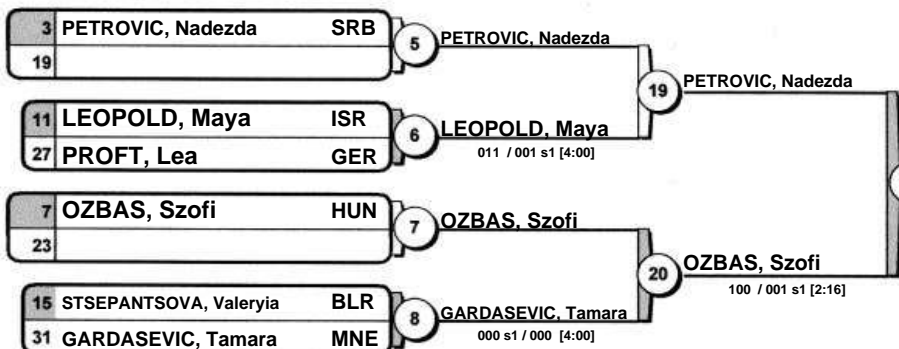 3 PETROVIC, Nadezda SRB
19
5
PETROVIC, Nadezda
11 LEOPOLD, Maya ISR
27 PROFT, Lea GER
6
LEOPOLD, Maya
011 / 001 s1 [4:00]
19
PETROVIC, Nadezda
7 OZBAS, Szofi HUN
23
7
OZBAS, Szofi
15 STSEPANTSOVA, Valeryia BLR
31 GARDASEVIC, Tamara MNE
8
GARDASEVIC, Tamara
000 s1 / 000 [4:00]
20
OZBAS, Szofi
100 / 001 s1 [2:16]